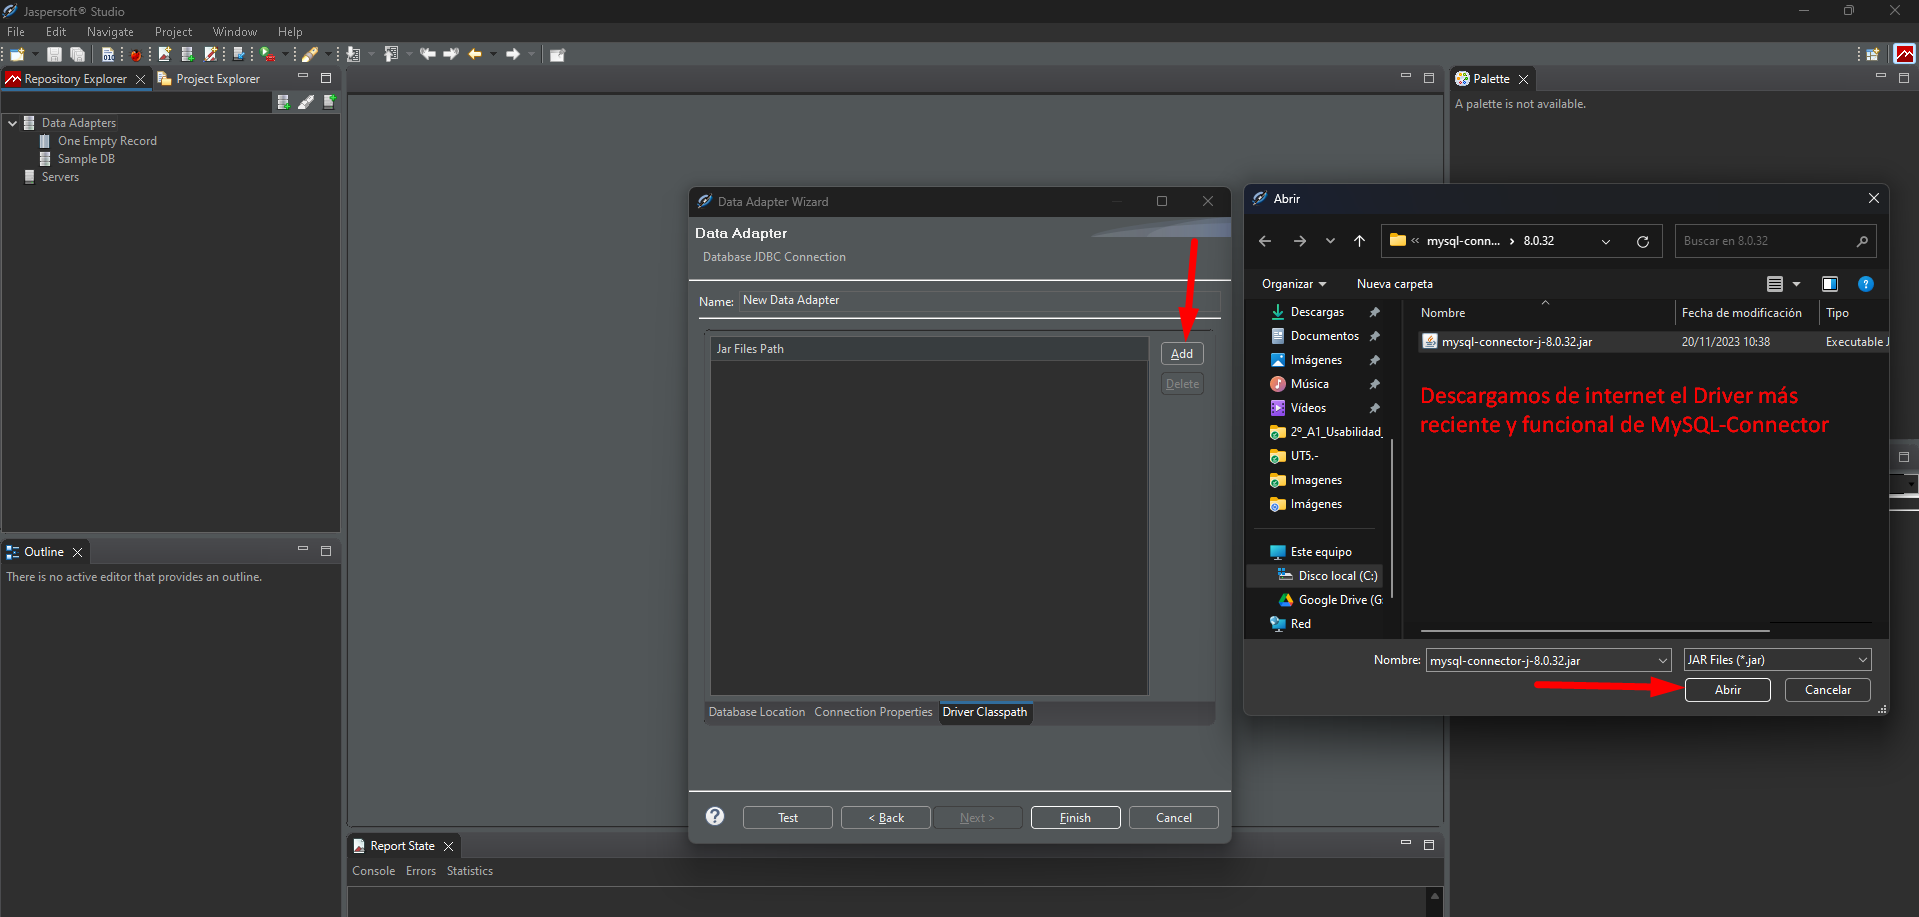 Jaspersoft® Studio
File Edit Navigate Project Window Help
Repository Explorer
Project Explorer
Data Adapters
One Empty Record
Sample DB
Servers
Outline
There is no active editor that provides an outline.
Palette
A palette is not available.
Data Adapter Wizard
Data Adapter
Database JDBC Connection
Name: New Data Adapter
Jar Files Path
Add
Delete
Database Location Connection Properties Driver Classpath
Test < Back Next > Finish Cancel
Report State
Console Errors Statistics
Abrir
mysql-conn... 8.0.32
Buscar en 8.0.32
Organizar Nueva carpeta
Descargas
Documentos
Imágenes
Música
Vídeos
2º_A1_Usabilidad_
UT5.-
Imagenes
Imágenes
Este equipo
Disco local (C:)
Google Drive (G:
Red
Nombre Fecha de modificación Tipo
mysql-connector-j-8.0.32.jar 20/11/2023 10:38 Executable J
Descargamos de internet el Driver más
reciente y funcional de MySQL-Connector
Nombre: mysql-connector-j-8.0.32.jar JAR Files (*.jar)
Abrir Cancelar